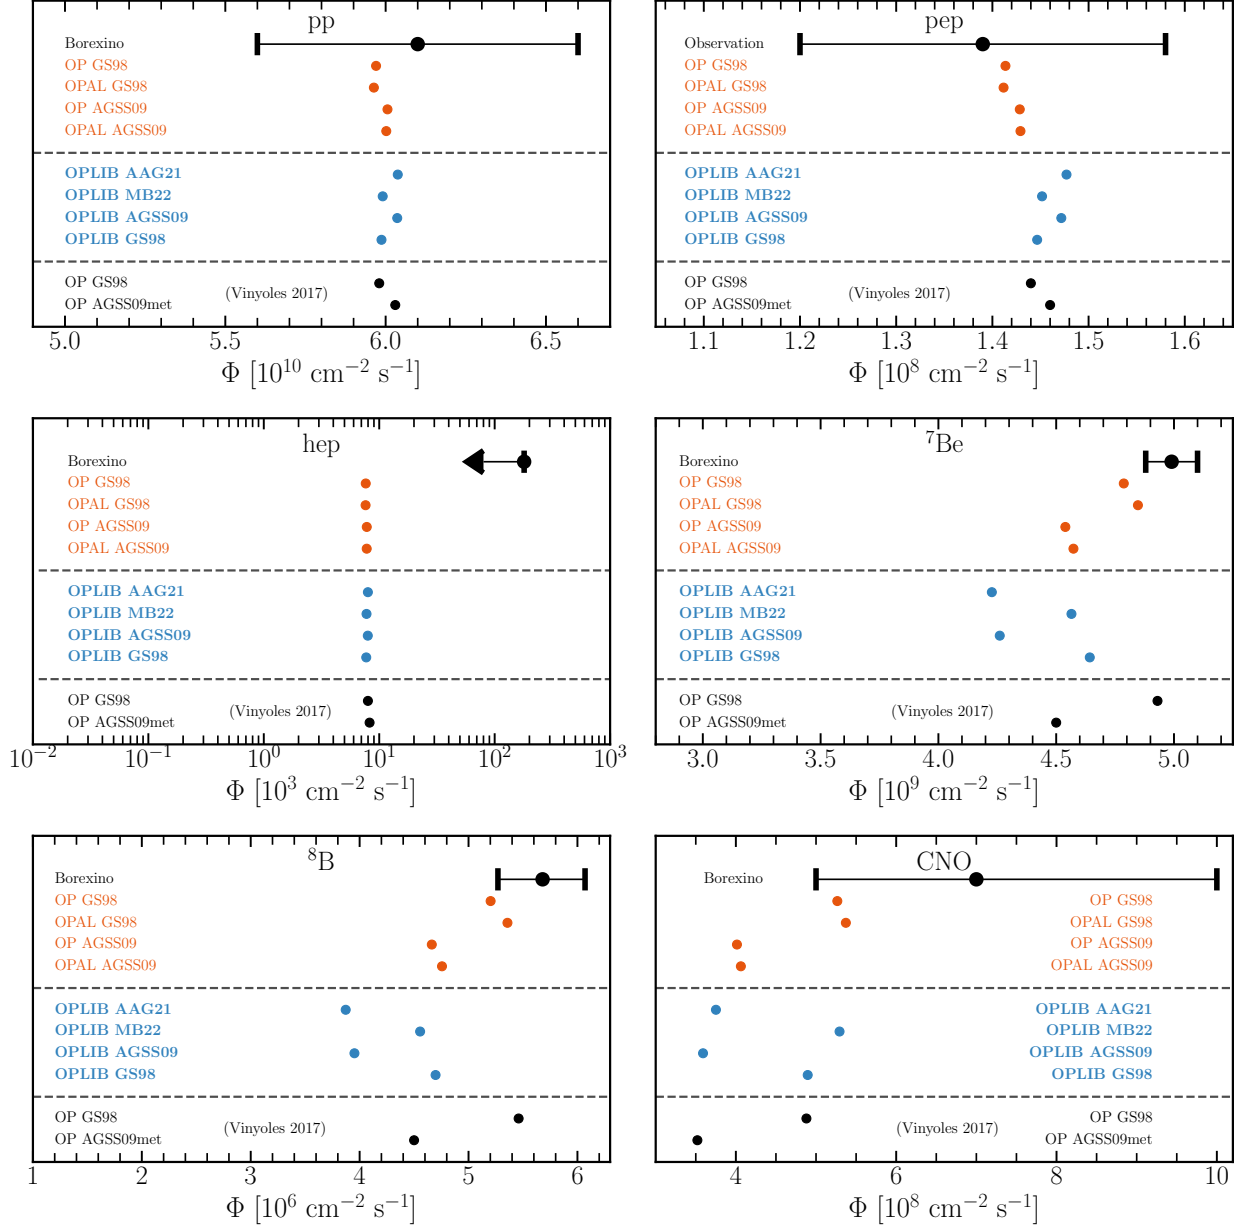 pp
Borexino
OP GS98
OPAL GS98
OP AGSS09
OPAL AGSS09
OPLIB AAG21
OPLIB MB22
OPLIB AGSS09
OPLIB GS98
OP GS98
OP AGSS09met
(Vinyoles 2017)
5.0 5.5 6.0 6.5
Φ [10¹⁰ cm⁻² s⁻¹]
pep
Observation
OP GS98
OPAL GS98
OP AGSS09
OPAL AGSS09
OPLIB AAG21
OPLIB MB22
OPLIB AGSS09
OPLIB GS98
OP GS98
OP AGSS09met
(Vinyoles 2017)
1.1 1.2 1.3 1.4 1.5 1.6
Φ [10⁸ cm⁻² s⁻¹]
hep
Borexino
OP GS98
OPAL GS98
OP AGSS09
OPAL AGSS09
OPLIB AAG21
OPLIB MB22
OPLIB AGSS09
OPLIB GS98
OP GS98
OP AGSS09met
(Vinyoles 2017)
10⁻² 10⁻¹ 10⁰ 10¹ 10² 10³
Φ [10³ cm⁻² s⁻¹]
⁷Be
Borexino
OP GS98
OPAL GS98
OP AGSS09
OPAL AGSS09
OPLIB AAG21
OPLIB MB22
OPLIB AGSS09
OPLIB GS98
OP GS98
OP AGSS09met
(Vinyoles 2017)
3.0 3.5 4.0 4.5 5.0
Φ [10⁹ cm⁻² s⁻¹]
⁸B
Borexino
OP GS98
OPAL GS98
OP AGSS09
OPAL AGSS09
OPLIB AAG21
OPLIB MB22
OPLIB AGSS09
OPLIB GS98
OP GS98
OP AGSS09met
(Vinyoles 2017)
1 2 3 4 5 6
Φ [10⁶ cm⁻² s⁻¹]
CNO
Borexino
OP GS98
OPAL GS98
OP AGSS09
OPAL AGSS09
OPLIB AAG21
OPLIB MB22
OPLIB AGSS09
OPLIB GS98
OP GS98
OP AGSS09met
(Vinyoles 2017)
4 6 8 10
Φ [10⁸ cm⁻² s⁻¹]